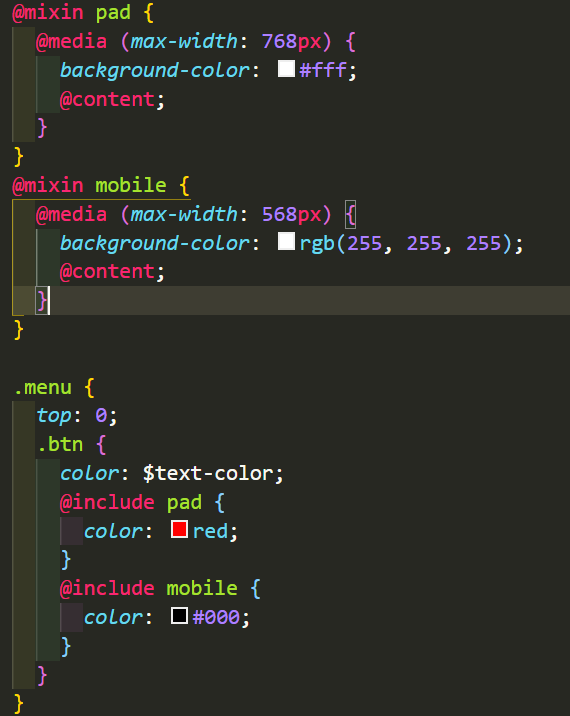 @mixin pad {
  @media (max-width: 768px) {
    background-color: #fff;
    @content;
  }
}
@mixin mobile {
  @media (max-width: 568px) {
    background-color: rgb(255, 255, 255);
    @content;
  }
}

.menu {
  top: 0;
  .btn {
    color: $text-color;
    @include pad {
      color: red;
    }
    @include mobile {
      color: #000;
    }
  }
}